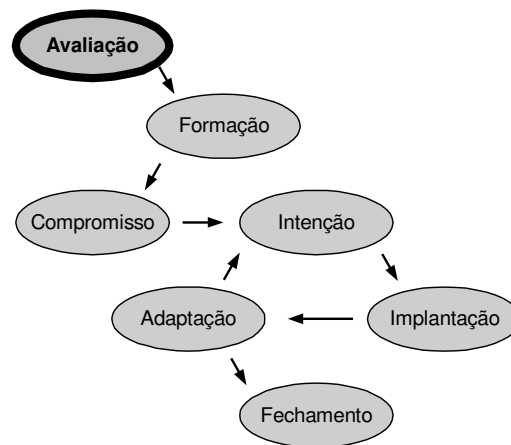 Avaliação
Formação
Compromisso
Intenção
Adaptação
Implantação
Fechamento